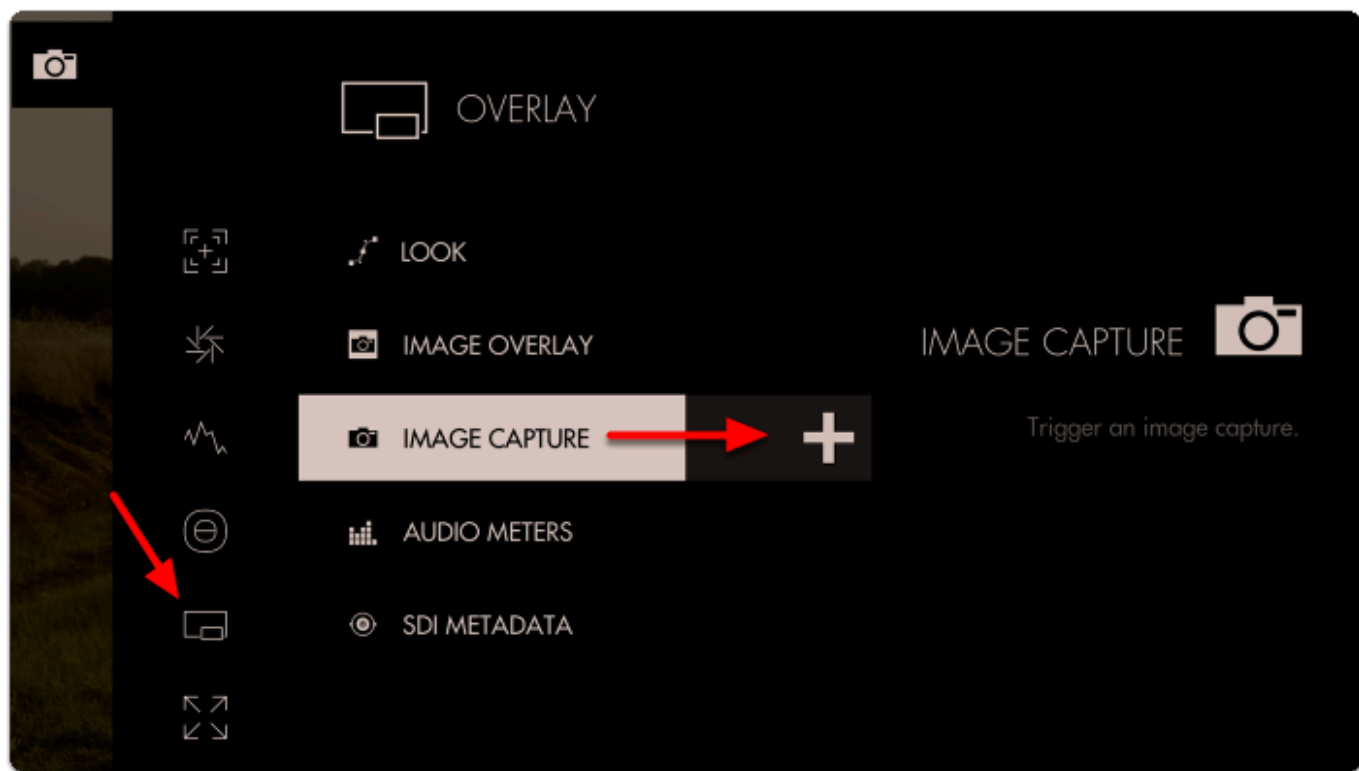 OVERLAY
LOOK
IMAGE OVERLAY
IMAGE CAPTURE
AUDIO METERS
SDI METADATA
IMAGE CAPTURE
Trigger an image capture.